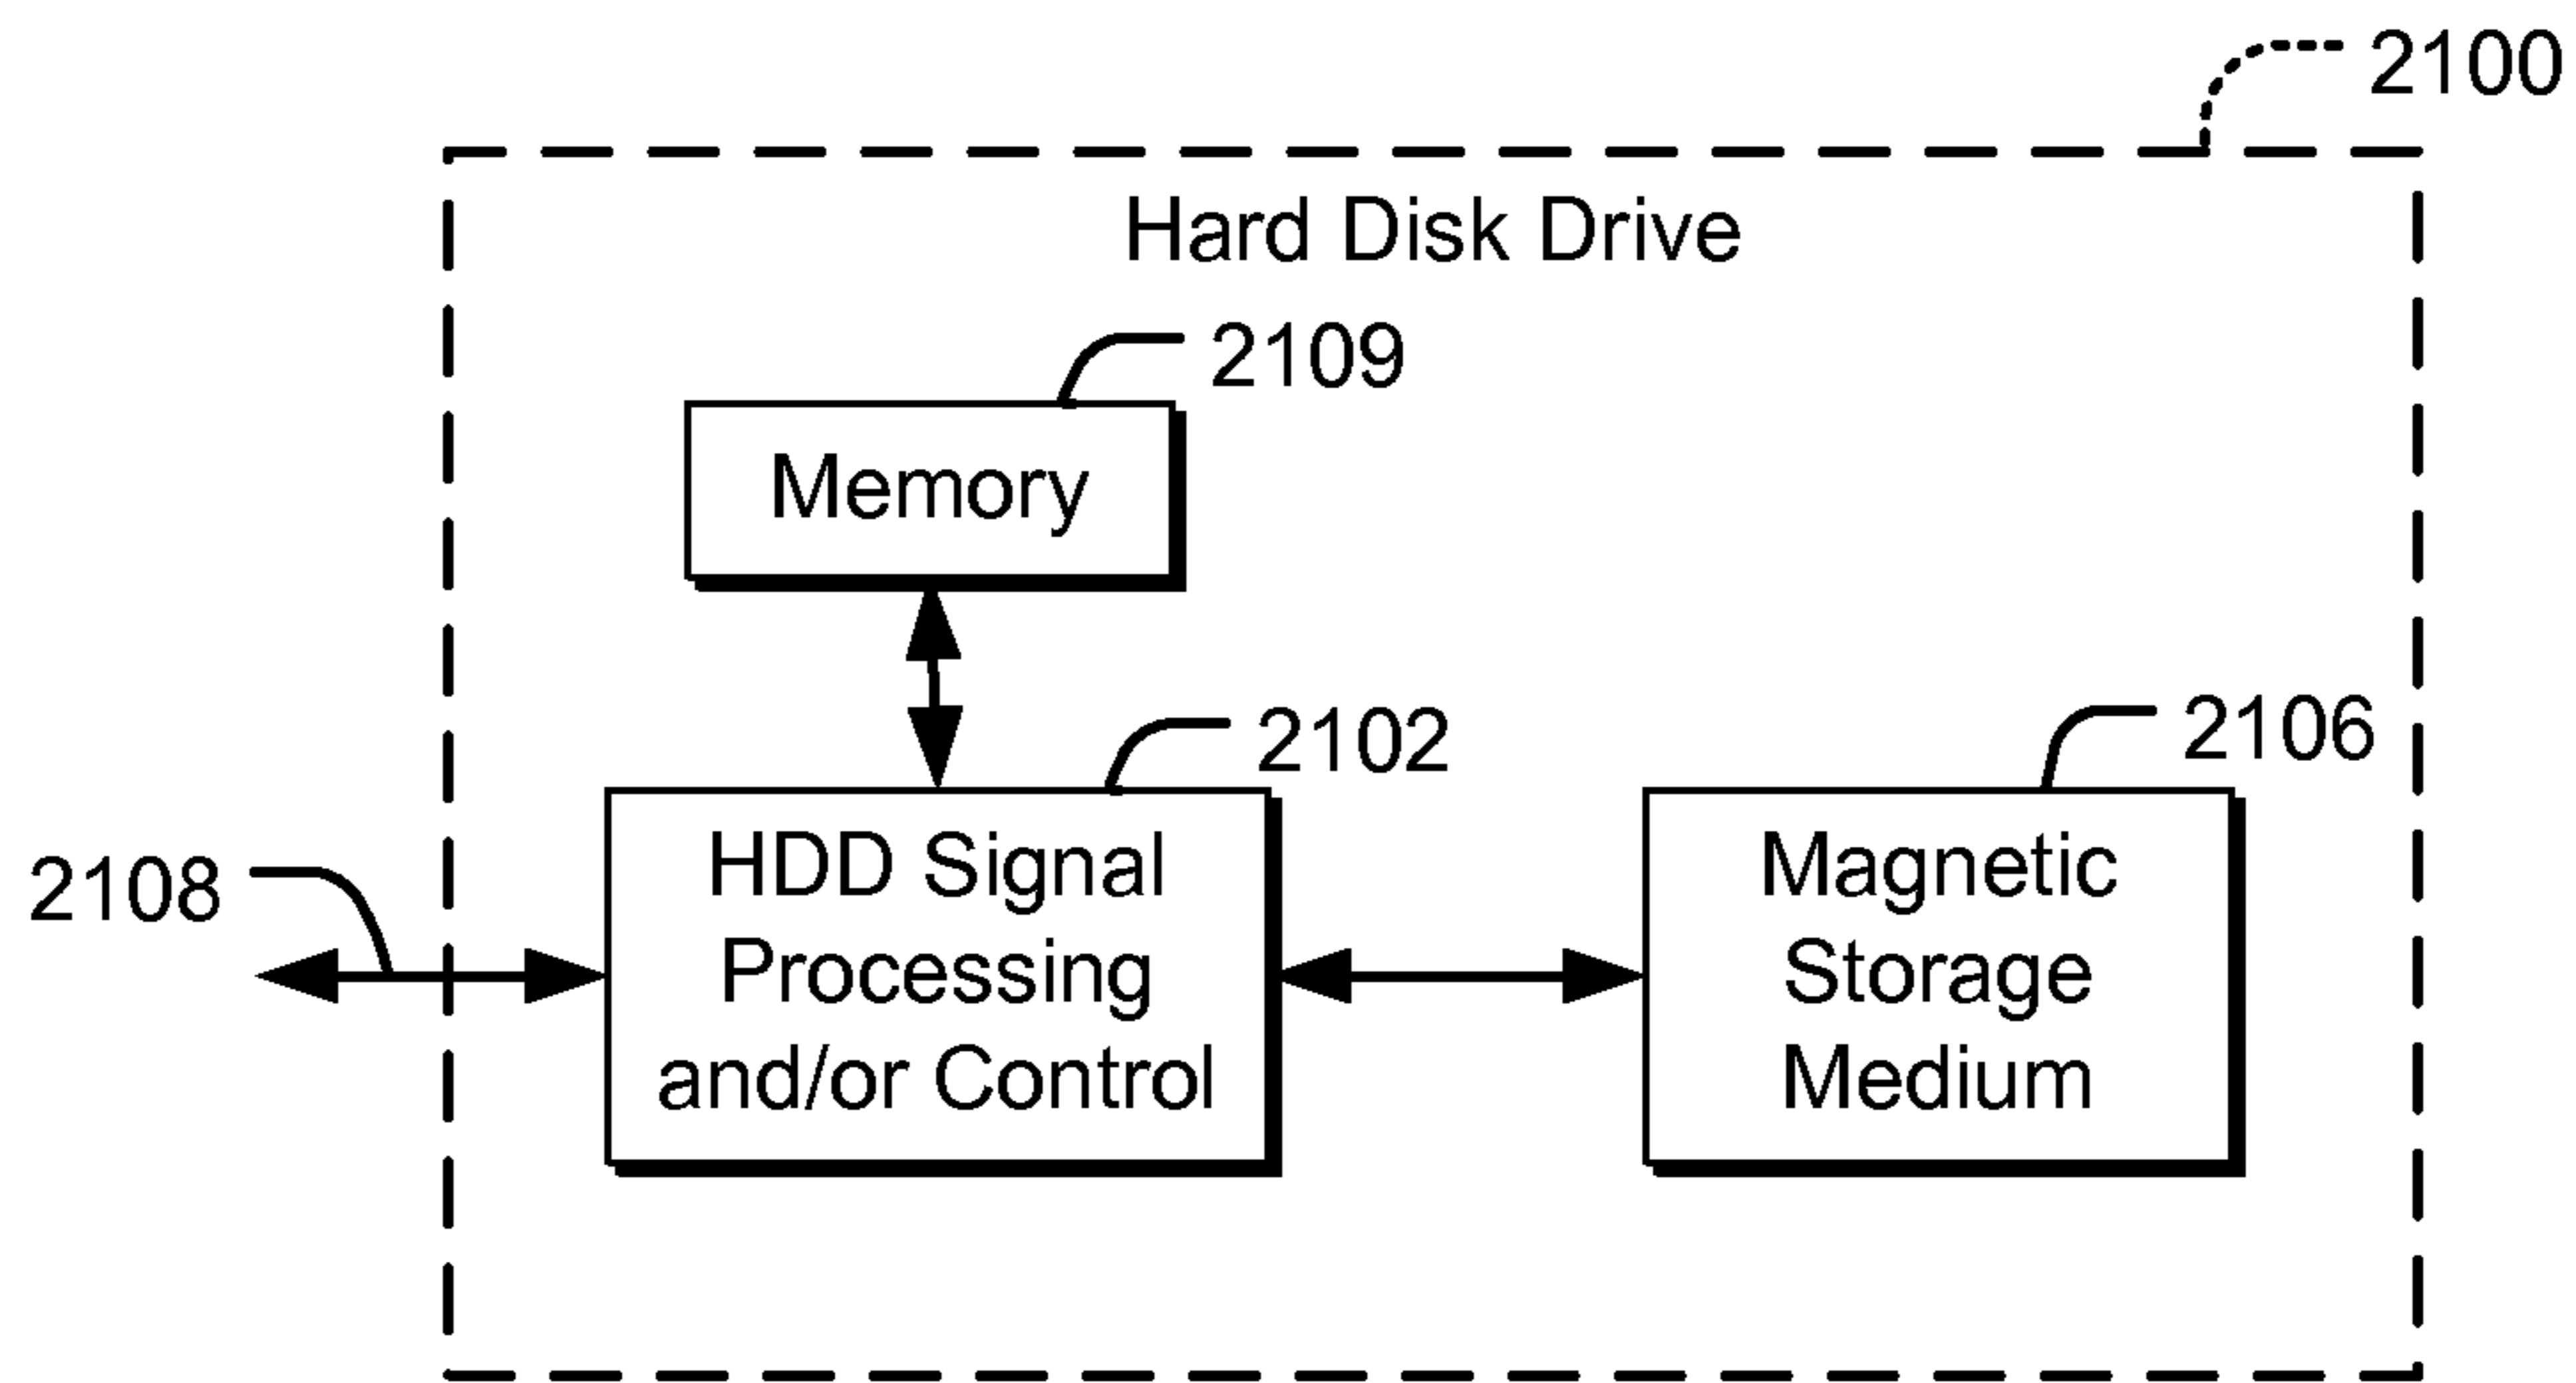 2100
Hard Disk Drive
2109
Memory
2102
2106
HDD Signal
Processing
and/or Control
Magnetic
Storage
Medium
2108